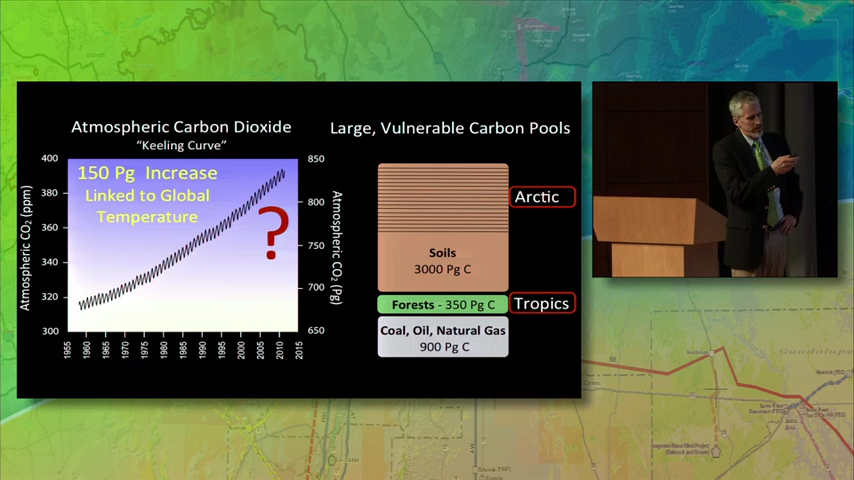 Atmospheric Carbon Dioxide
"Keeling Curve"
400
380
360
340
320
300
Atmospheric CO₂ (ppm)
150 Pg Increase
Linked to Global
Temperature
?
850
800
750
700
650
Atmospheric CO₂ (Pg)
1955
1960
1965
1970
1975
1980
1985
1990
1995
2000
2005
2010
2015
Large, Vulnerable Carbon Pools
Arctic
Soils
3000 Pg C
Forests - 350 Pg C
Tropics
Coal, Oil, Natural Gas
900 Pg C